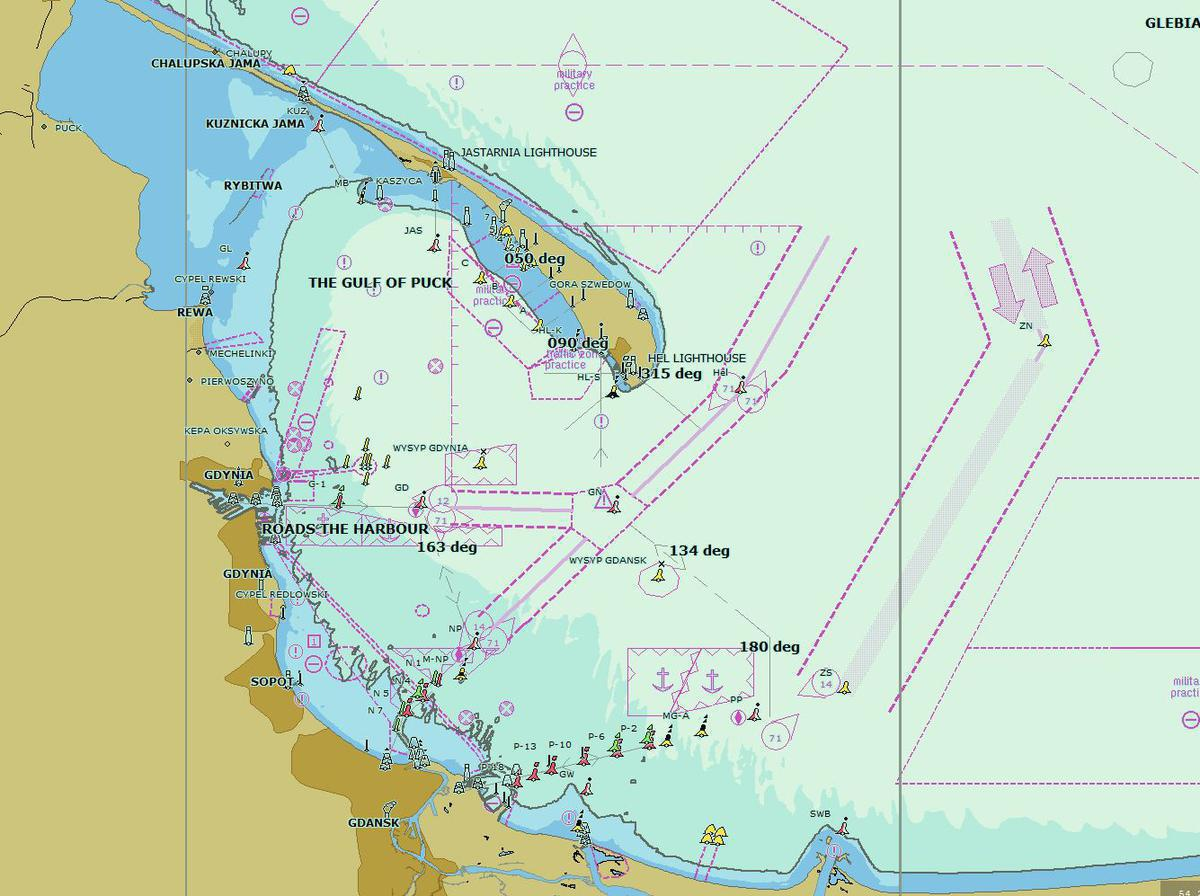 GLEBIA
CHALUPY
CHALUPSKA JAMA
military
practice
KUZ
KUZNICKA JAMA
PUCK
JASTARNIA LIGHTHOUSE
KASZYCA
MB
RYBITWA
7
JAS
GL
050 deg
C
CYPEL REWSKI
THE GULF OF PUCK
GORA SZWEDOW
B
A
REWA
ZN
HL-K
090 deg
MECHELINKI
practice
HEL LIGHTHOUSE
HL-S
315 deg
Hel
PIERWOSZYNO
71
71
KEPA OKSYWSKA
WYSYP GDYNIA
GDYNIA
G-1
GD
GN
12
71
ROADS THE HARBOUR
163 deg
134 deg
WYSYP GDANSK
GDYNIA
CYPEL REDLOWSKI
NP
14
71
1
180 deg
N 1
M-NP
SOPOT
N 4
N 5
ZS
14
N 7
PP
MG-A
71
P-2
P-6
P-10
P-13
GW
GDANSK
SWB